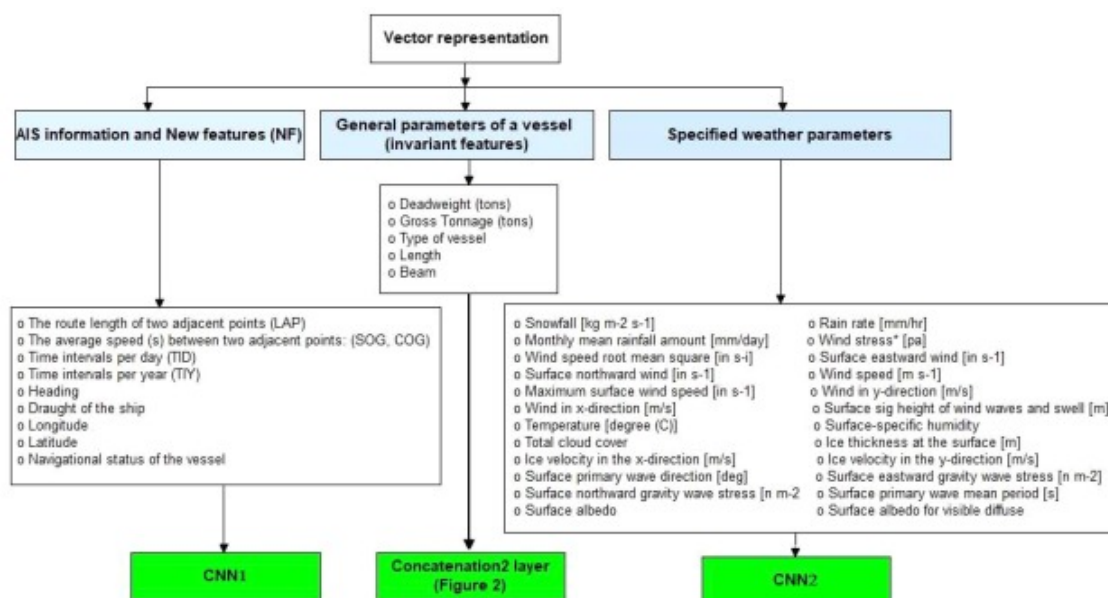 Vector representation
AIS information and New features (NF)
General parameters of a vessel
(invariant features)
Specified weather parameters
o Deadweight (tons)
o Gross Tonnage (tons)
o Type of vessel
o Length
o Beam
o The route length of two adjacent points (LAP)
o The average speed (s) between two adjacent points: (SOG, COG)
o Time intervals per day (TID)
o Time intervals per year (TIY)
o Heading
o Draught of the ship
o Longitude
o Latitude
o Navigational status of the vessel
o Snowfall [kg m-2 s-1]
o Monthly mean rainfall amount [mm/day]
o Wind speed root mean square [in s-i]
o Surface northward wind [in s-1]
o Maximum surface wind speed [in s-1]
o Wind in x-direction [m/s]
o Temperature [degree (C)]
o Total cloud cover
o Ice velocity in the x-direction [m/s]
o Surface primary wave direction [deg]
o Surface northward gravity wave stress [n m-2
o Surface albedo
o Rain rate [mm/hr]
o Wind stress* [pa]
o Surface eastward wind [in s-1]
o Wind speed [m s-1]
o Wind in y-direction [m/s]
o Surface sig height of wind waves and swell [m]
o Surface-specific humidity
o Ice thickness at the surface [m]
o Ice velocity in the y-direction [m/s]
o Surface eastward gravity wave stress [n m-2]
o Surface primary wave mean period [s]
o Surface albedo for visible diffuse
CNN1
Concatenation2 layer
(Figure 2)
CNN2